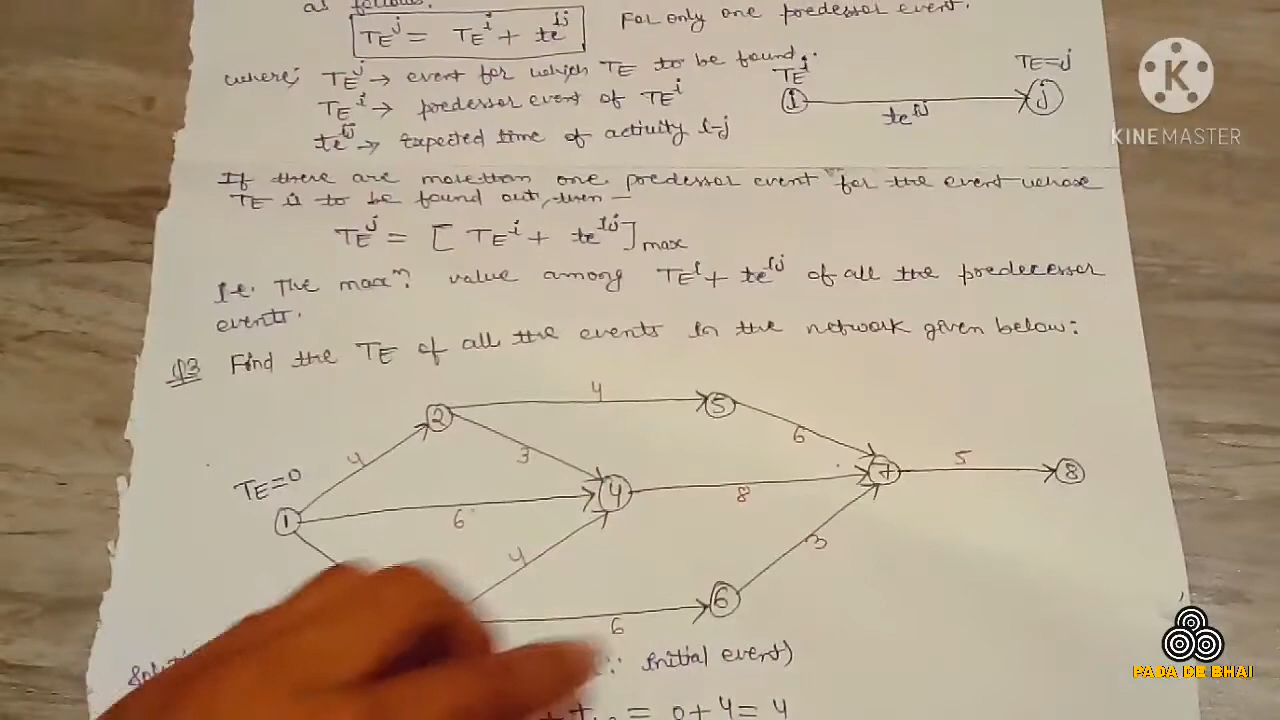 as follows:
TE^j = TE^i + te^ij For only one predessor event.
where; TE^j → event for which TE to be found.
TE^i → predessor event of TE^i
te^ij → Expected time of activity i-j
TE^i
TE=j
i
j
te^ij
K
KINEMASTER
If there are more than one predessor event for the event whose
TE is to be found out, then —
TE^j = [ TE^i + te^ij ]max
I.e. The max^m. value among TE^i + te^ij of all the predecessor
events.
Q3 Find the TE of all the events in the network given below:
4
2
5
4
3
6
TE=0
1
6
4
8
7
5
8
4
3
6
6
Soluti
∵ Initial event)
= 0+4=4
PADA DE BHAI